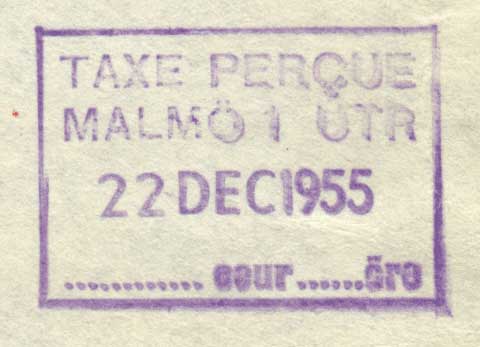 TAXE PERÇUE
MALMÖ 1 UTR
22 DEC 1955
............ öre